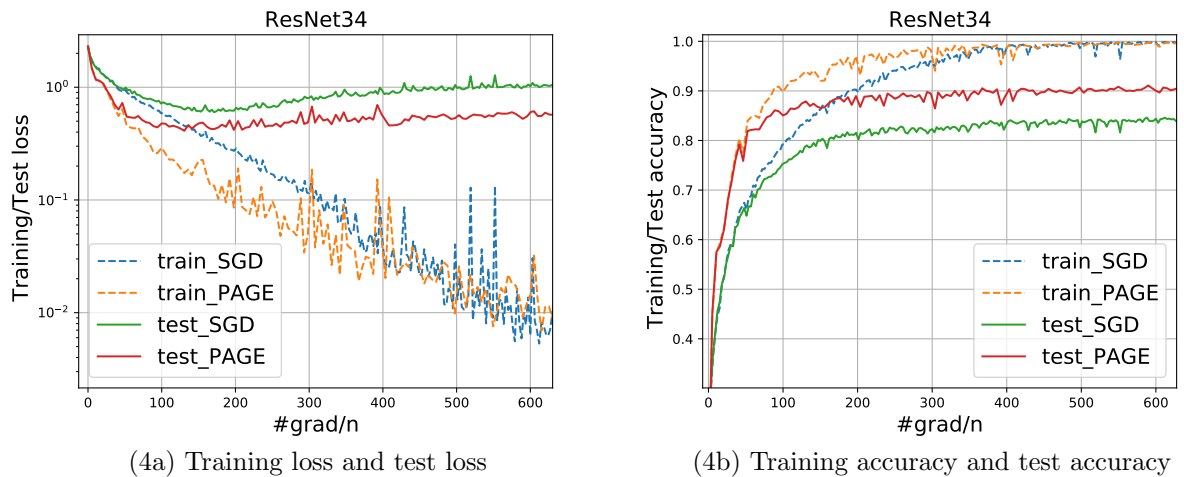 ResNet34
Training/Test loss
10⁰
10⁻¹
10⁻²
train_SGD
train_PAGE
test_SGD
test_PAGE
0 100 200 300 400 500 600
#grad/n
(4a) Training loss and test loss
ResNet34
Training/Test accuracy
1.0
0.9
0.8
0.7
0.6
0.5
0.4
train_SGD
train_PAGE
test_SGD
test_PAGE
0 100 200 300 400 500 600
#grad/n
(4b) Training accuracy and test accuracy